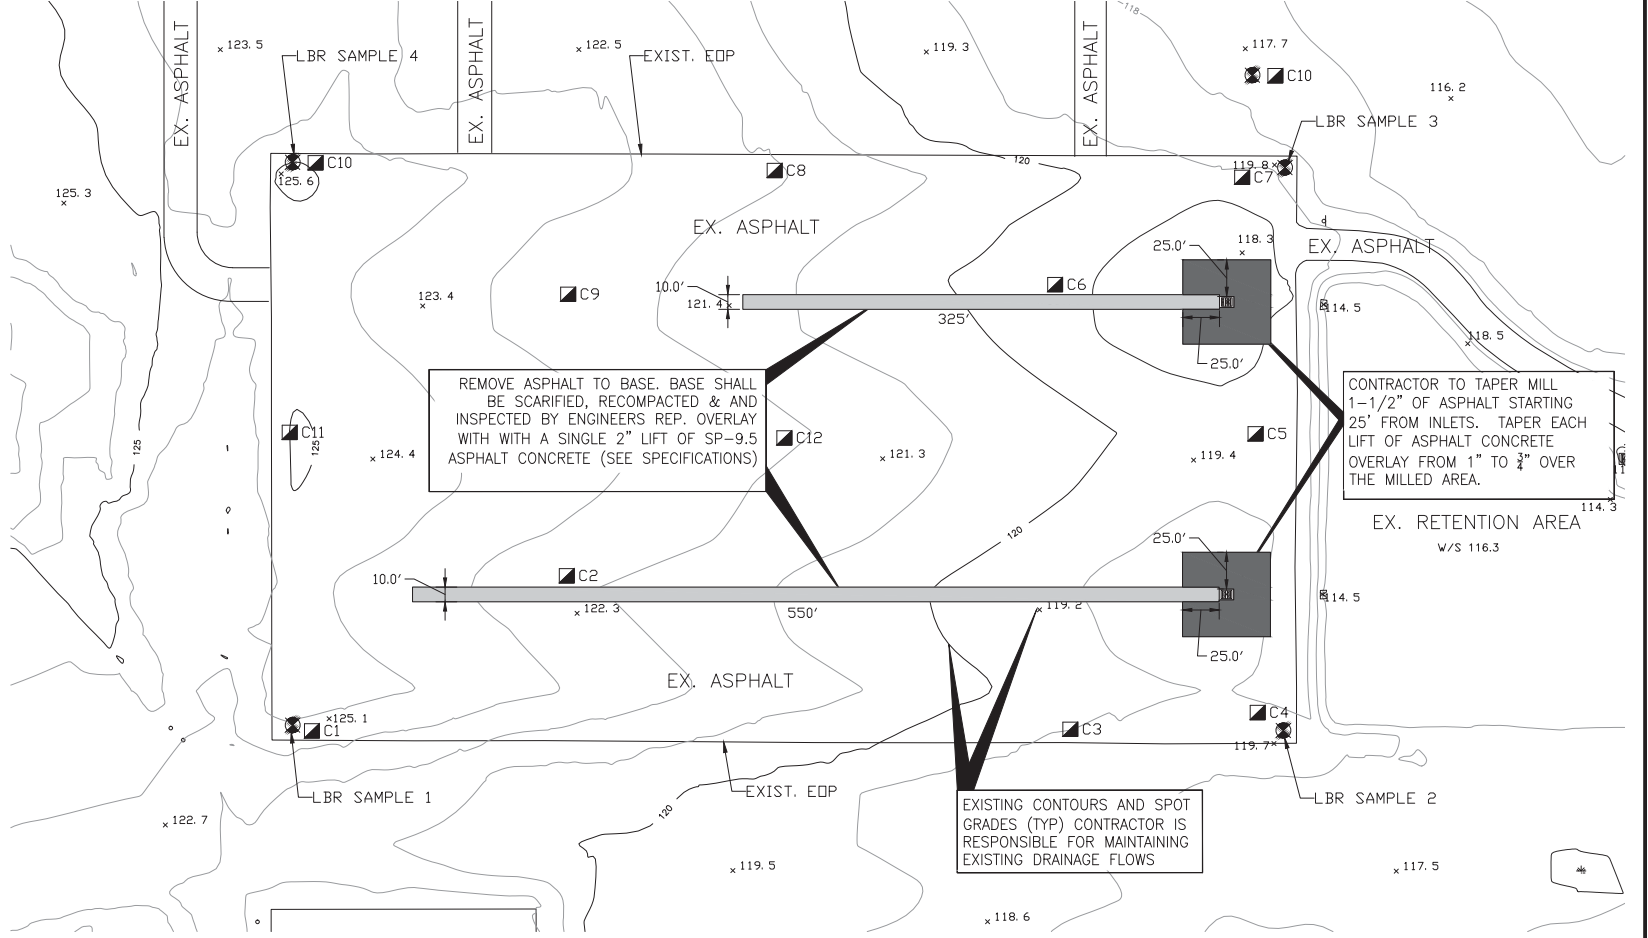 EX. ASPHALT
EX. ASPHALT
EX. ASPHALT
123.5
LBR SAMPLE 4
122.5
EXIST. EOP
119.3
118
117.7
C10
116.2
LBR SAMPLE 3
C10
125.6
125.3
C8
120
119.8
C7
EX. ASPHALT
25.0'
118.3
EX. ASPHALT
123.4
C9
10.0'
121.4
C6
325'
114.5
118.5
25.0'
REMOVE ASPHALT TO BASE. BASE SHALL
BE SCARIFIED, RECOMPACTED & AND
INSPECTED BY ENGINEERS REP. OVERLAY
WITH WITH A SINGLE 2" LIFT OF SP-9.5
ASPHALT CONCRETE (SEE SPECIFICATIONS)
CONTRACTOR TO TAPER MILL
1-1/2" OF ASPHALT STARTING
25' FROM INLETS. TAPER EACH
LIFT OF ASPHALT CONCRETE
OVERLAY FROM 1" TO 3/4" OVER
THE MILLED AREA.
125
C11
125
124.4
C12
121.3
C5
119.4
114.3
EX. RETENTION AREA
W/S 116.3
120
25.0'
10.0'
C2
122.3
550'
119.2
114.5
25.0'
EX. ASPHALT
125.1
C1
C3
C4
119.7
LBR SAMPLE 1
EXIST. EOP
LBR SAMPLE 2
120
122.7
EXISTING CONTOURS AND SPOT
GRADES (TYP) CONTRACTOR IS
RESPONSIBLE FOR MAINTAINING
EXISTING DRAINAGE FLOWS
119.5
117.5
118.6